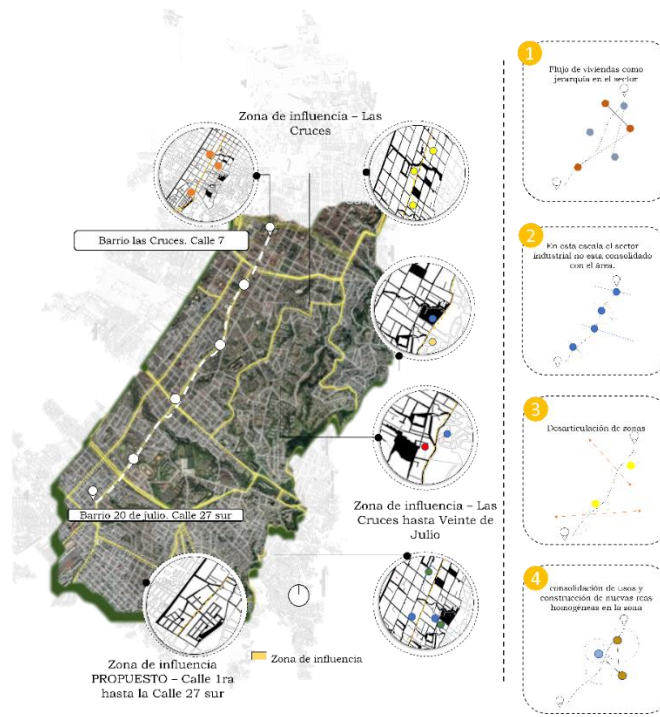 Zona de influencia – Las
Cruces
Barrio las Cruces. Calle 7
Barrio 20 de julio. Calle 27 sur
Zona de influencia – Las
Cruces hasta Veinte de
Julio
Zona de influencia
PROPUESTO – Calle 1ra
hasta la Calle 27 sur
Zona de influencia
1
Flujo de viviendas como
jerarquía en el sector
2
En esta escala el sector
industrial no esta consolidado
con el área.
3
Desarticulación de zonas
4
consolidación de usos y
construcción de nuevas reas
homogéneas en la zona